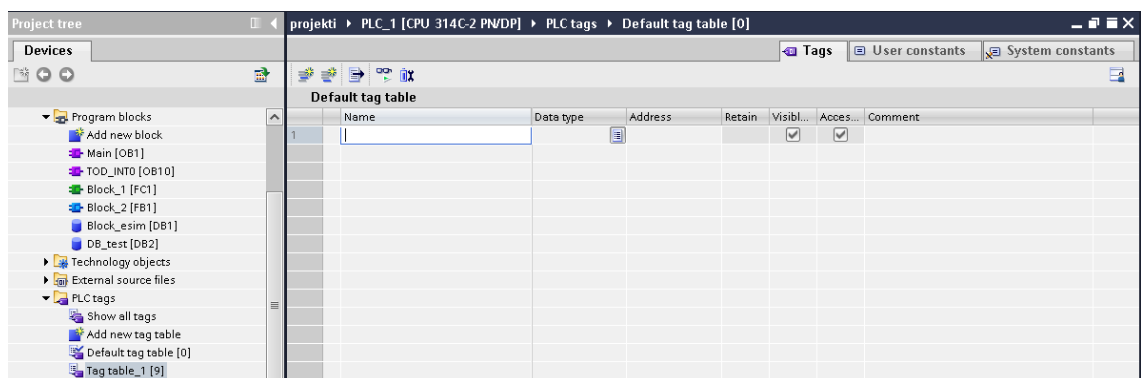 Project tree
Devices
Program blocks
Add new block
Main [OB1]
TOD_INT0 [OB10]
Block_1 [FC1]
Block_2 [FB1]
Block_esim [DB1]
DB_test [DB2]
Technology objects
External source files
PLC tags
Show all tags
Add new tag table
Default tag table [0]
Tag table_1 [9]
projekti PLC_1 [CPU 314C-2 PN/DP] PLC tags Default tag table [0]
Tags User constants System constants
Default tag table
Name Data type Address Retain Visibl... Acces... Comment
1